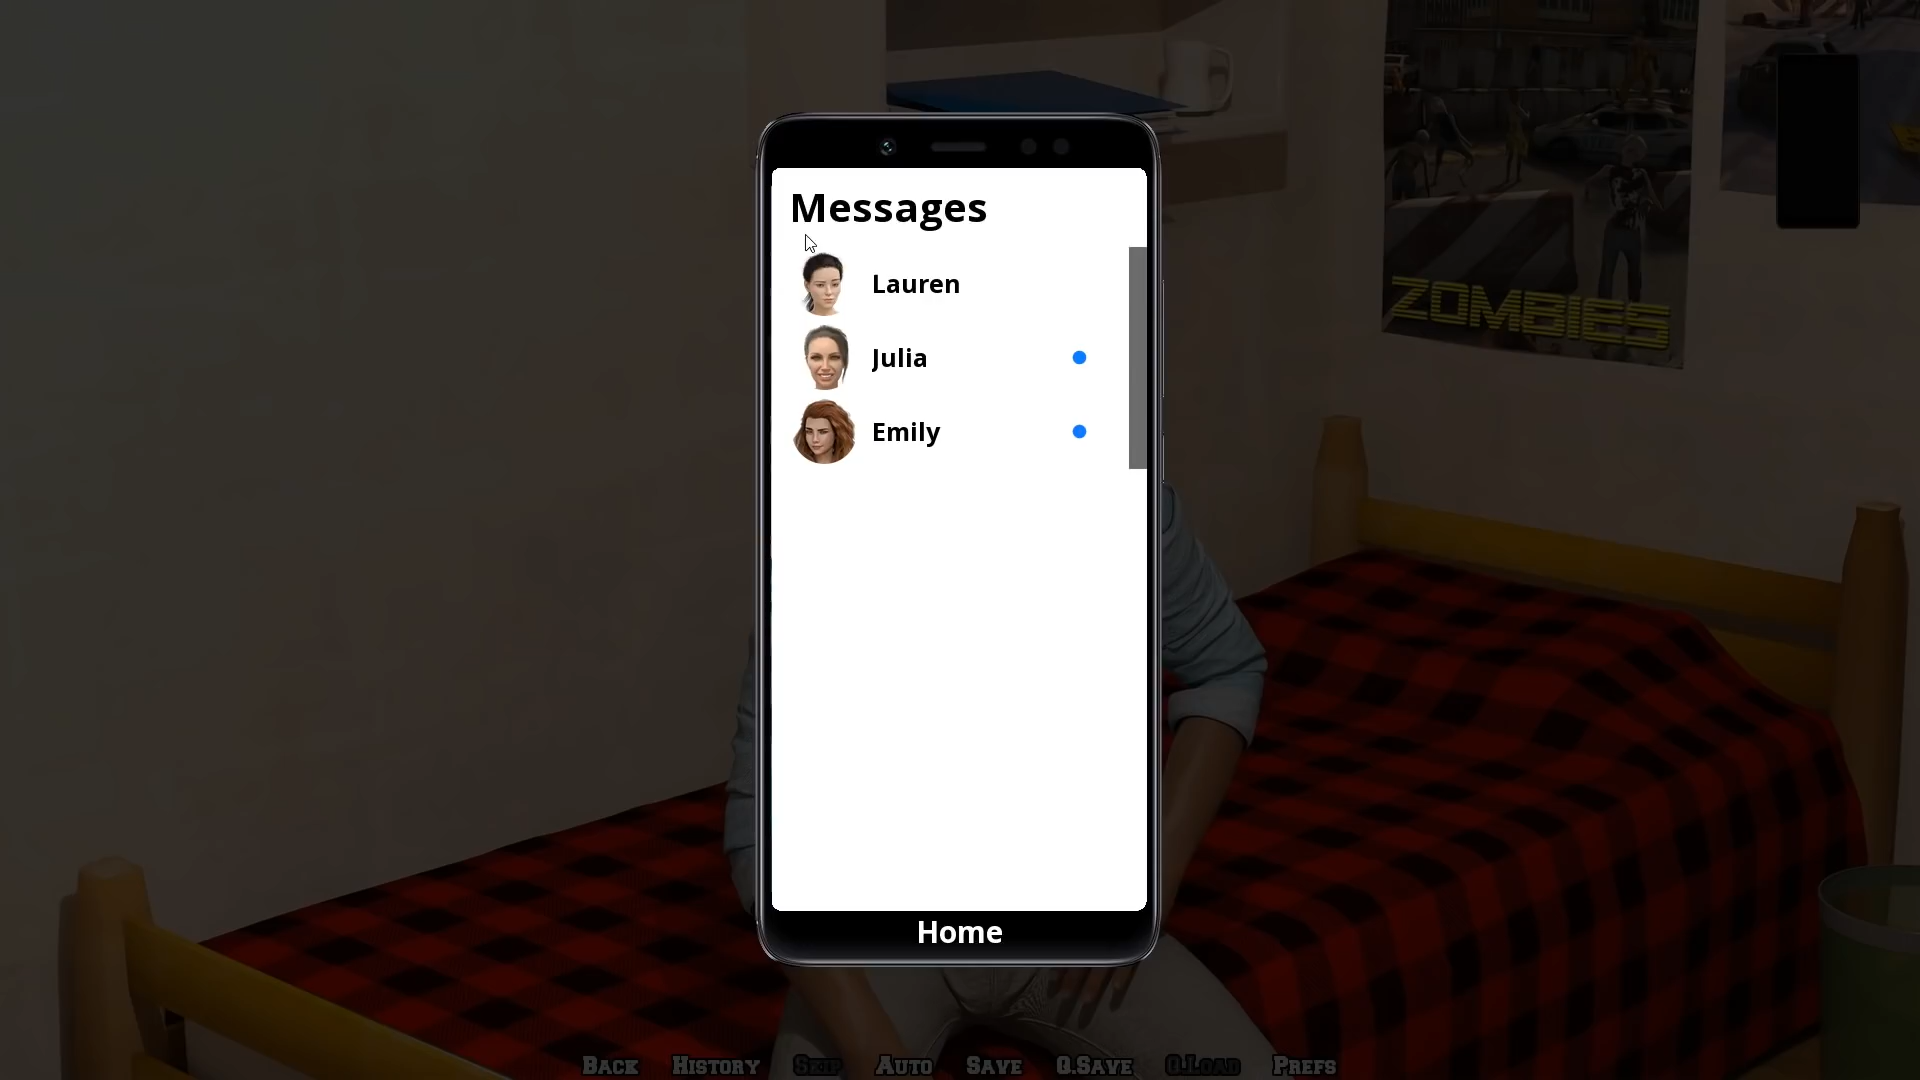 Messages
Lauren
Julia
Emily
Home
ZOMBIES
BACK HISTORY SKIP AUTO SAVE Q.SAVE Q.LOAD PREFS